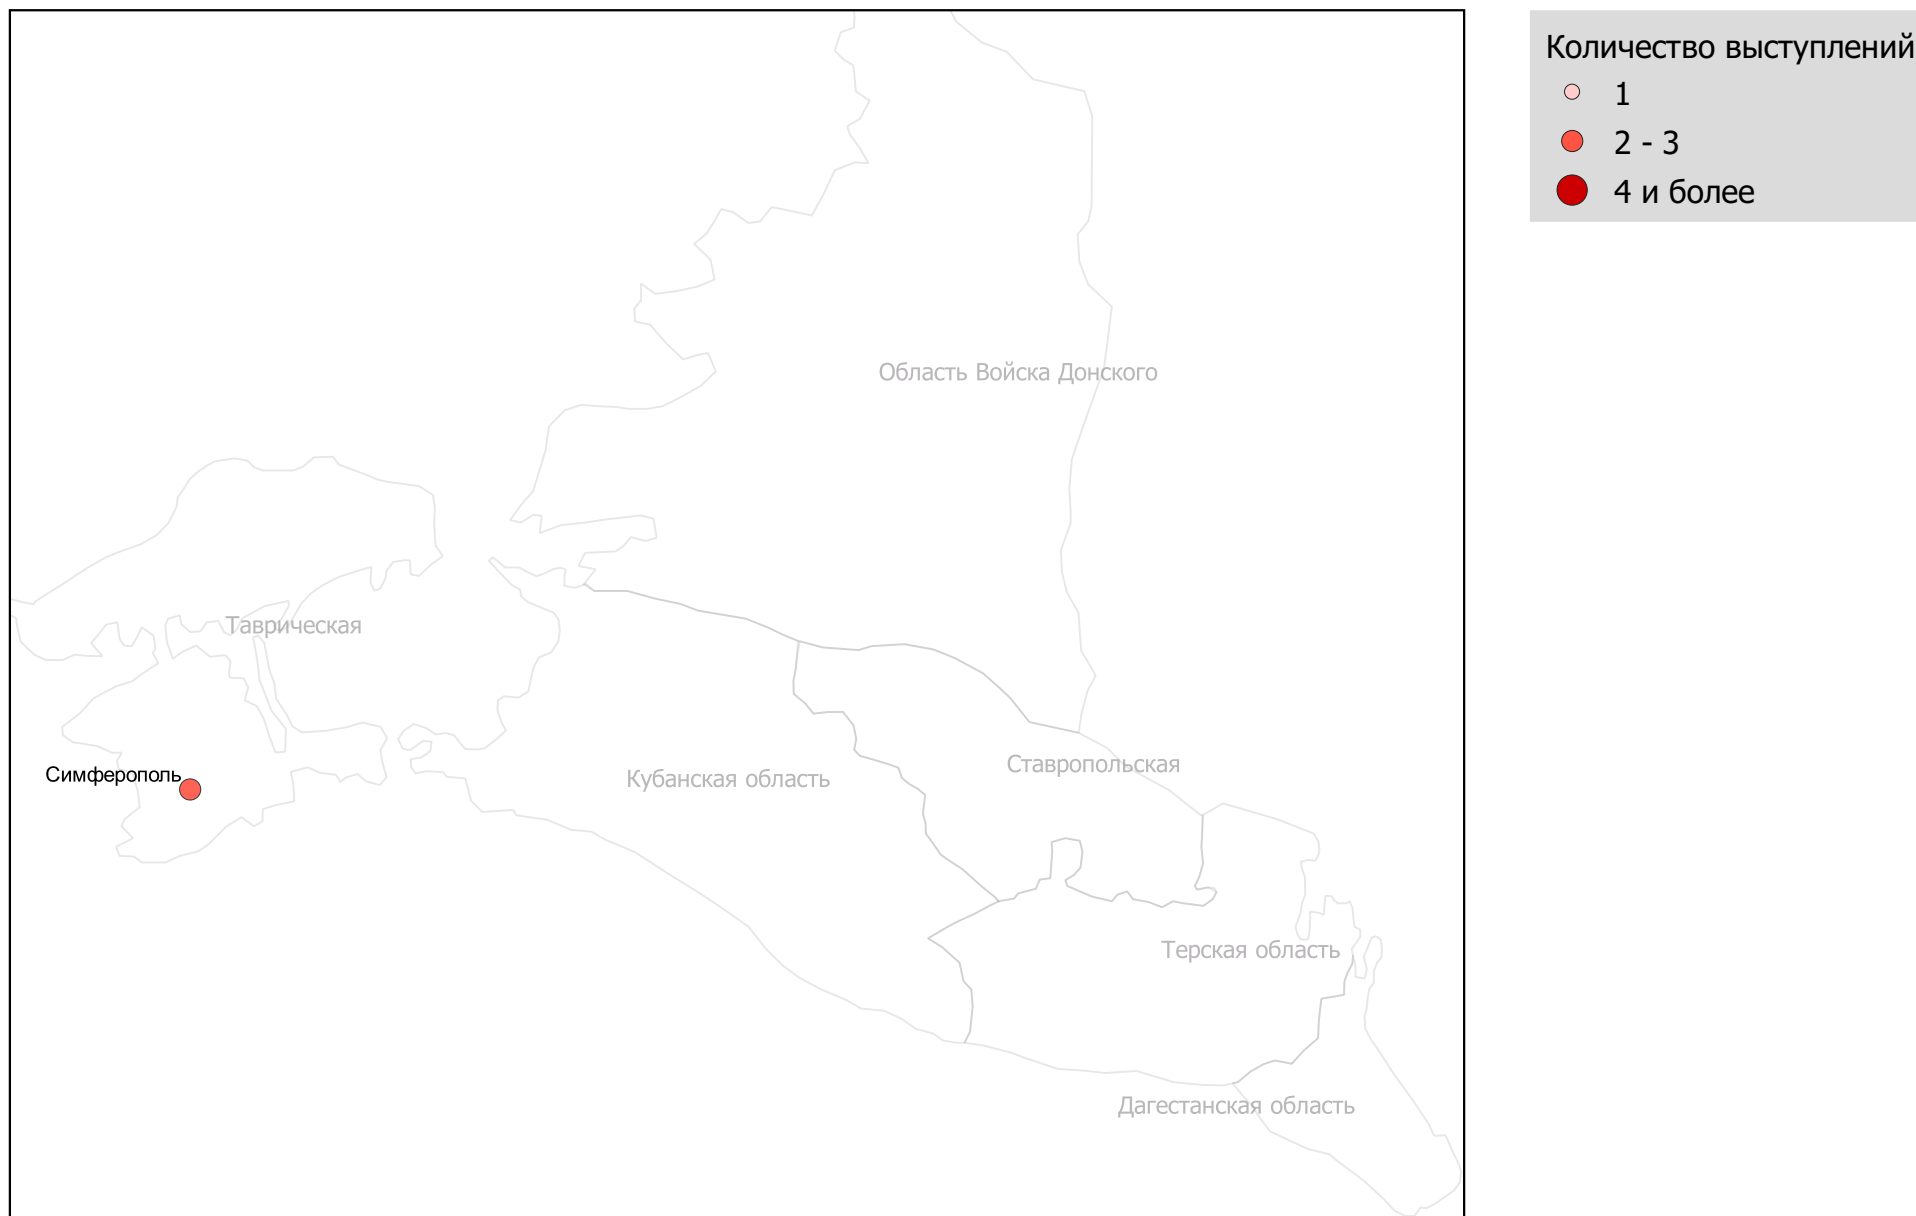 Количество выступлений
1
2 - 3
4 и более
Область Войска Донского
Таврическая
Ставропольская
Симферополь
Кубанская область
Терская область
Дагестанская область